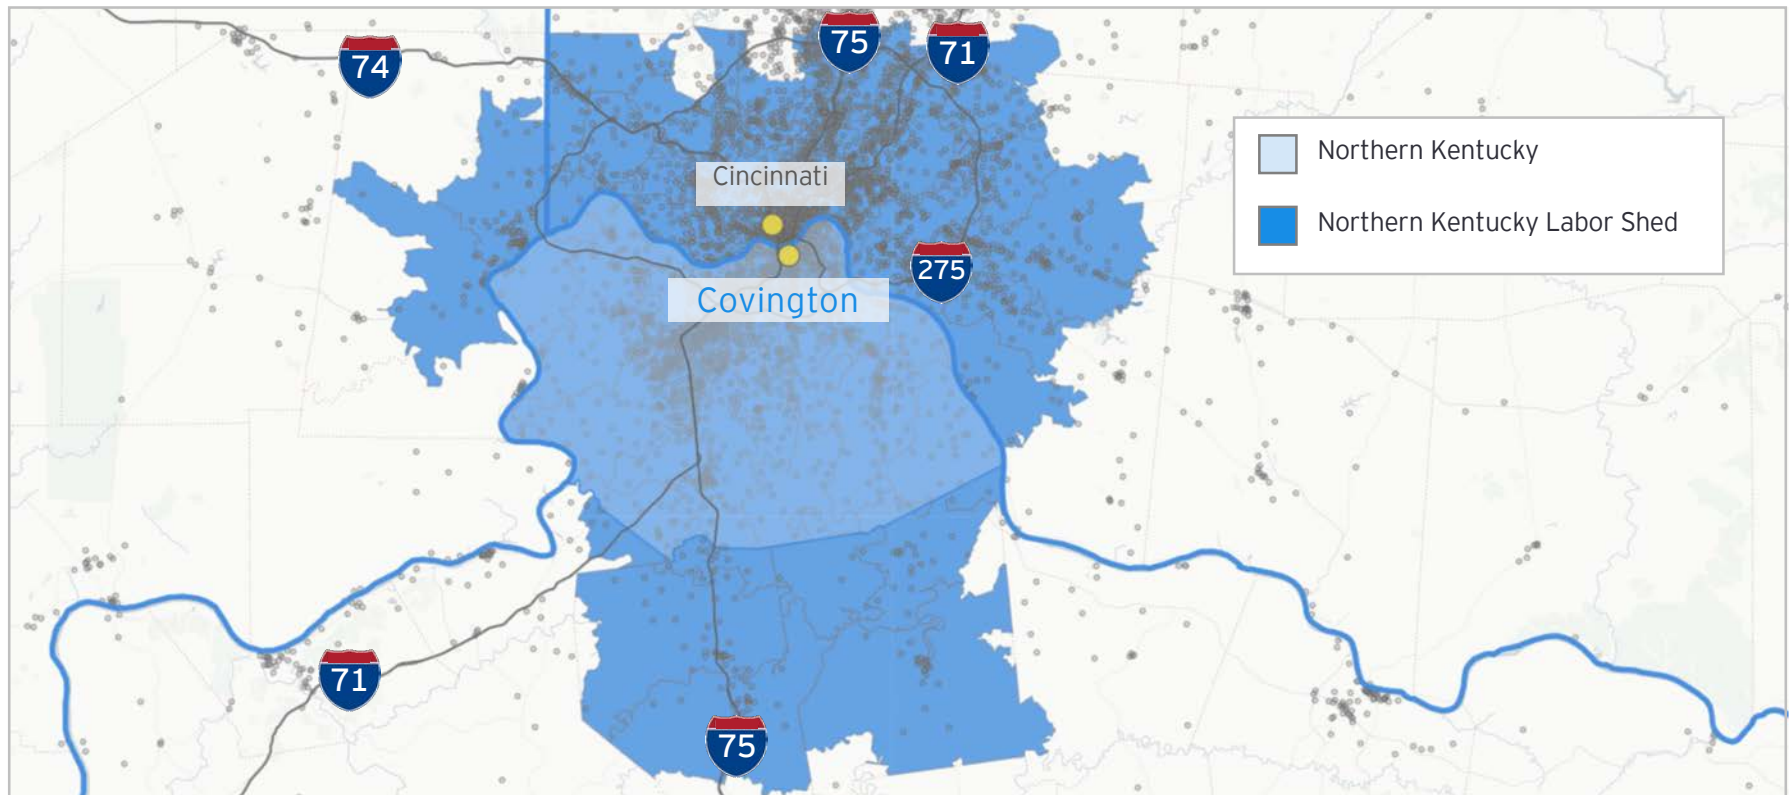 75
71
74
Northern Kentucky
Cincinnati
Northern Kentucky Labor Shed
275
Covington
71
75